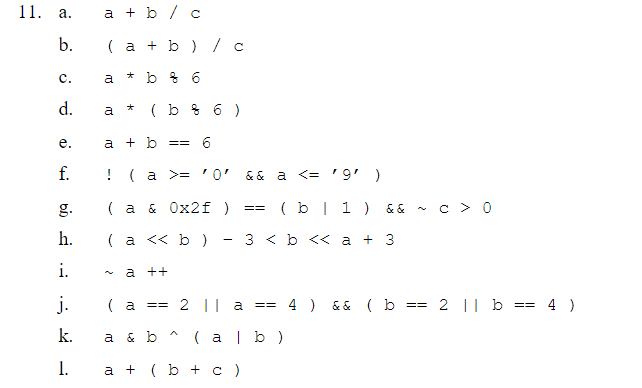 11. a. a + b / c
b. ( a + b ) / c
c. a * b % 6
d. a * ( b % 6 )
e. a + b == 6
f. ! ( a >= '0' && a <= '9' )
g. ( a & 0x2f ) == ( b | 1 ) && ~ c > 0
h. ( a << b ) - 3 < b << a + 3
i. ~ a ++
j. ( a == 2 || a == 4 ) && ( b == 2 || b == 4 )
k. a & b ^ ( a | b )
l. a + ( b + c )